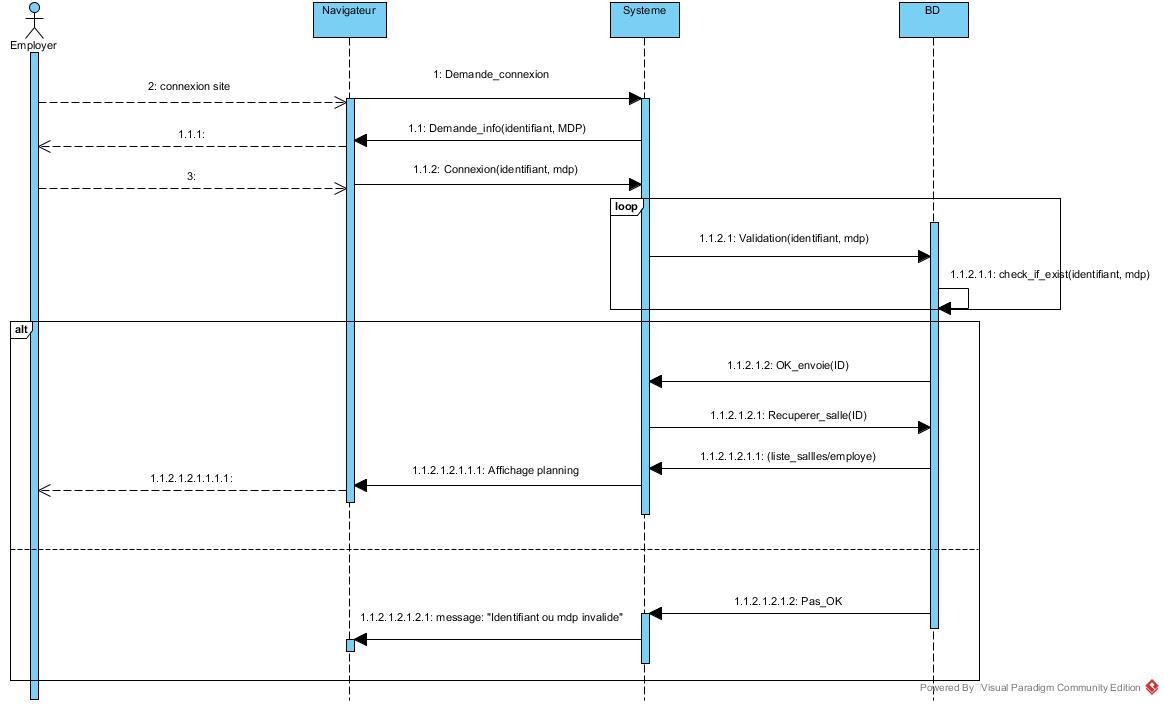 Navigateur
Systeme
BD
Employer
1: Demande_connexion
2: connexion site
1.1: Demande_info(identifiant, MDP)
1.1.1:
1.1.2: Connexion(identifiant, mdp)
3:
loop
1.1.2.1: Validation(identifiant, mdp)
1.1.2.1.1: check_if_exist(identifiant, mdp)
alt
1.1.2.1.2: OK_envoie(ID)
1.1.2.1.2.1: Recuperer_salle(ID)
1.1.2.1.2.1.1: (liste_sallles/employe)
1.1.2.1.2.1.1.1: Affichage planning
1.1.2.1.2.1.1.1.1:
1.1.2.1.2.1.2: Pas_OK
1.1.2.1.2.1.2.1: message: "Identifiant ou mdp invalide"
Powered By Visual Paradigm Community Edition